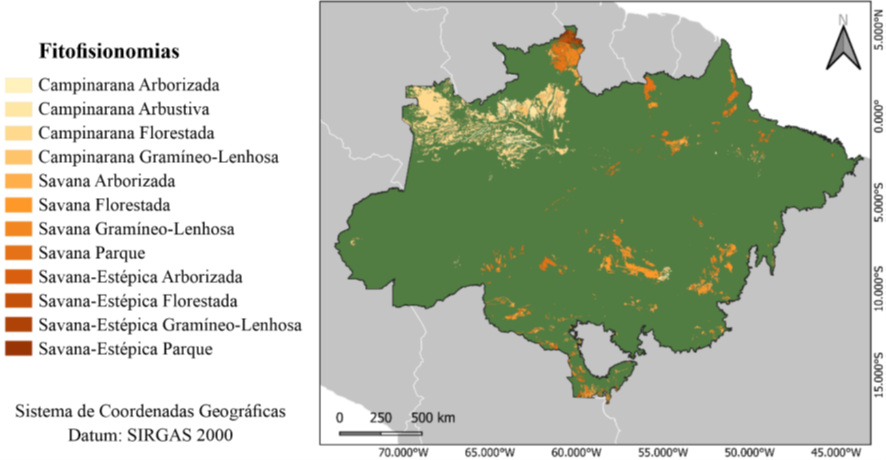 Fitofisionomias
Campinarana Arborizada
Campinarana Arbustiva
Campinarana Florestada
Campinarana Gramíneo-Lenhosa
Savana Arborizada
Savana Florestada
Savana Gramíneo-Lenhosa
Savana Parque
Savana-Estépica Arborizada
Savana-Estépica Florestada
Savana-Estépica Gramíneo-Lenhosa
Savana-Estépica Parque
Sistema de Coordenadas Geográficas
Datum: SIRGAS 2000
N
5.000°N
0.000°
5.000°S
10.000°S
15.000°S
0 250 500 km
70.000°W 65.000°W 60.000°W 55.000°W 50.000°W 45.000°W